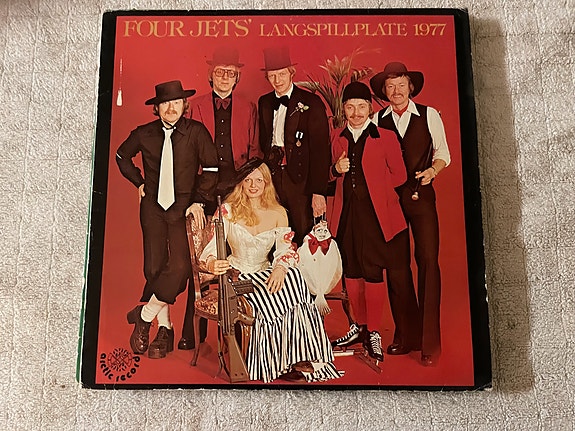 FOUR JETS' LANGSPILLPLATE 1977
arctic records